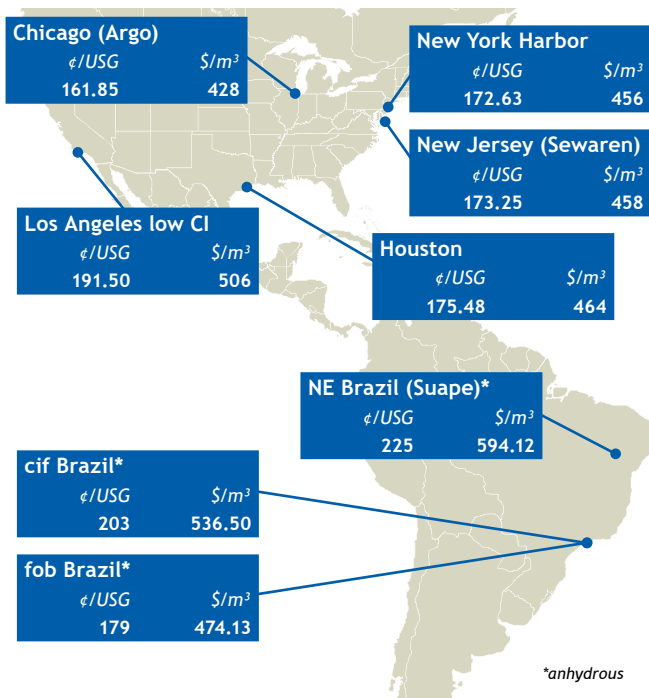 Chicago (Argo)
¢/USG $/m³
161.85 428
New York Harbor
¢/USG $/m³
172.63 456
New Jersey (Sewaren)
¢/USG $/m³
173.25 458
Los Angeles low CI
¢/USG $/m³
191.50 506
Houston
¢/USG $/m³
175.48 464
NE Brazil (Suape)*
¢/USG $/m³
225 594.12
cif Brazil*
¢/USG $/m³
203 536.50
fob Brazil*
¢/USG $/m³
179 474.13
*anhydrous